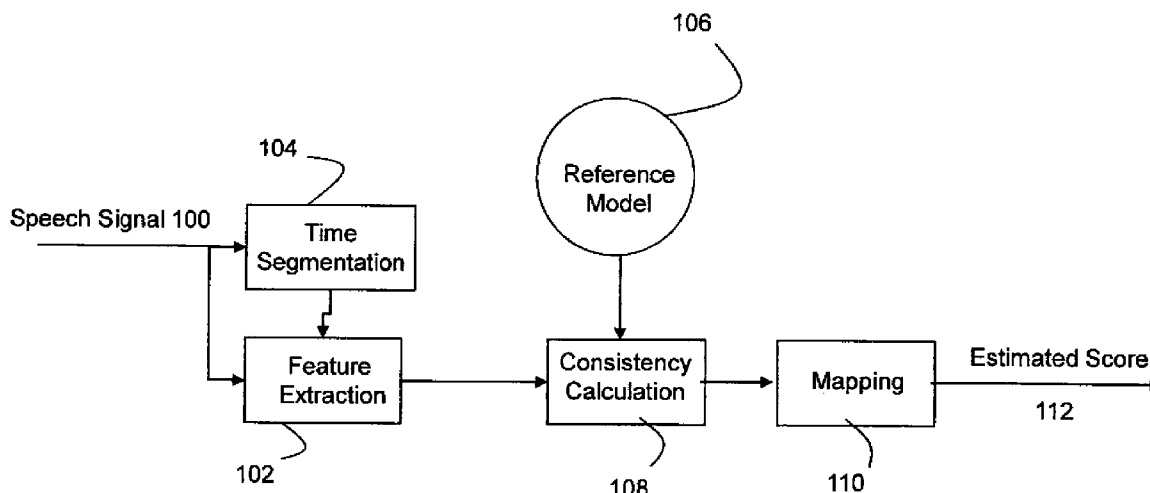 106
104
Reference
Model
Speech Signal 100
Time
Segmentation
Feature
Extraction
Consistency
Calculation
Mapping
Estimated Score
112
102
108
110